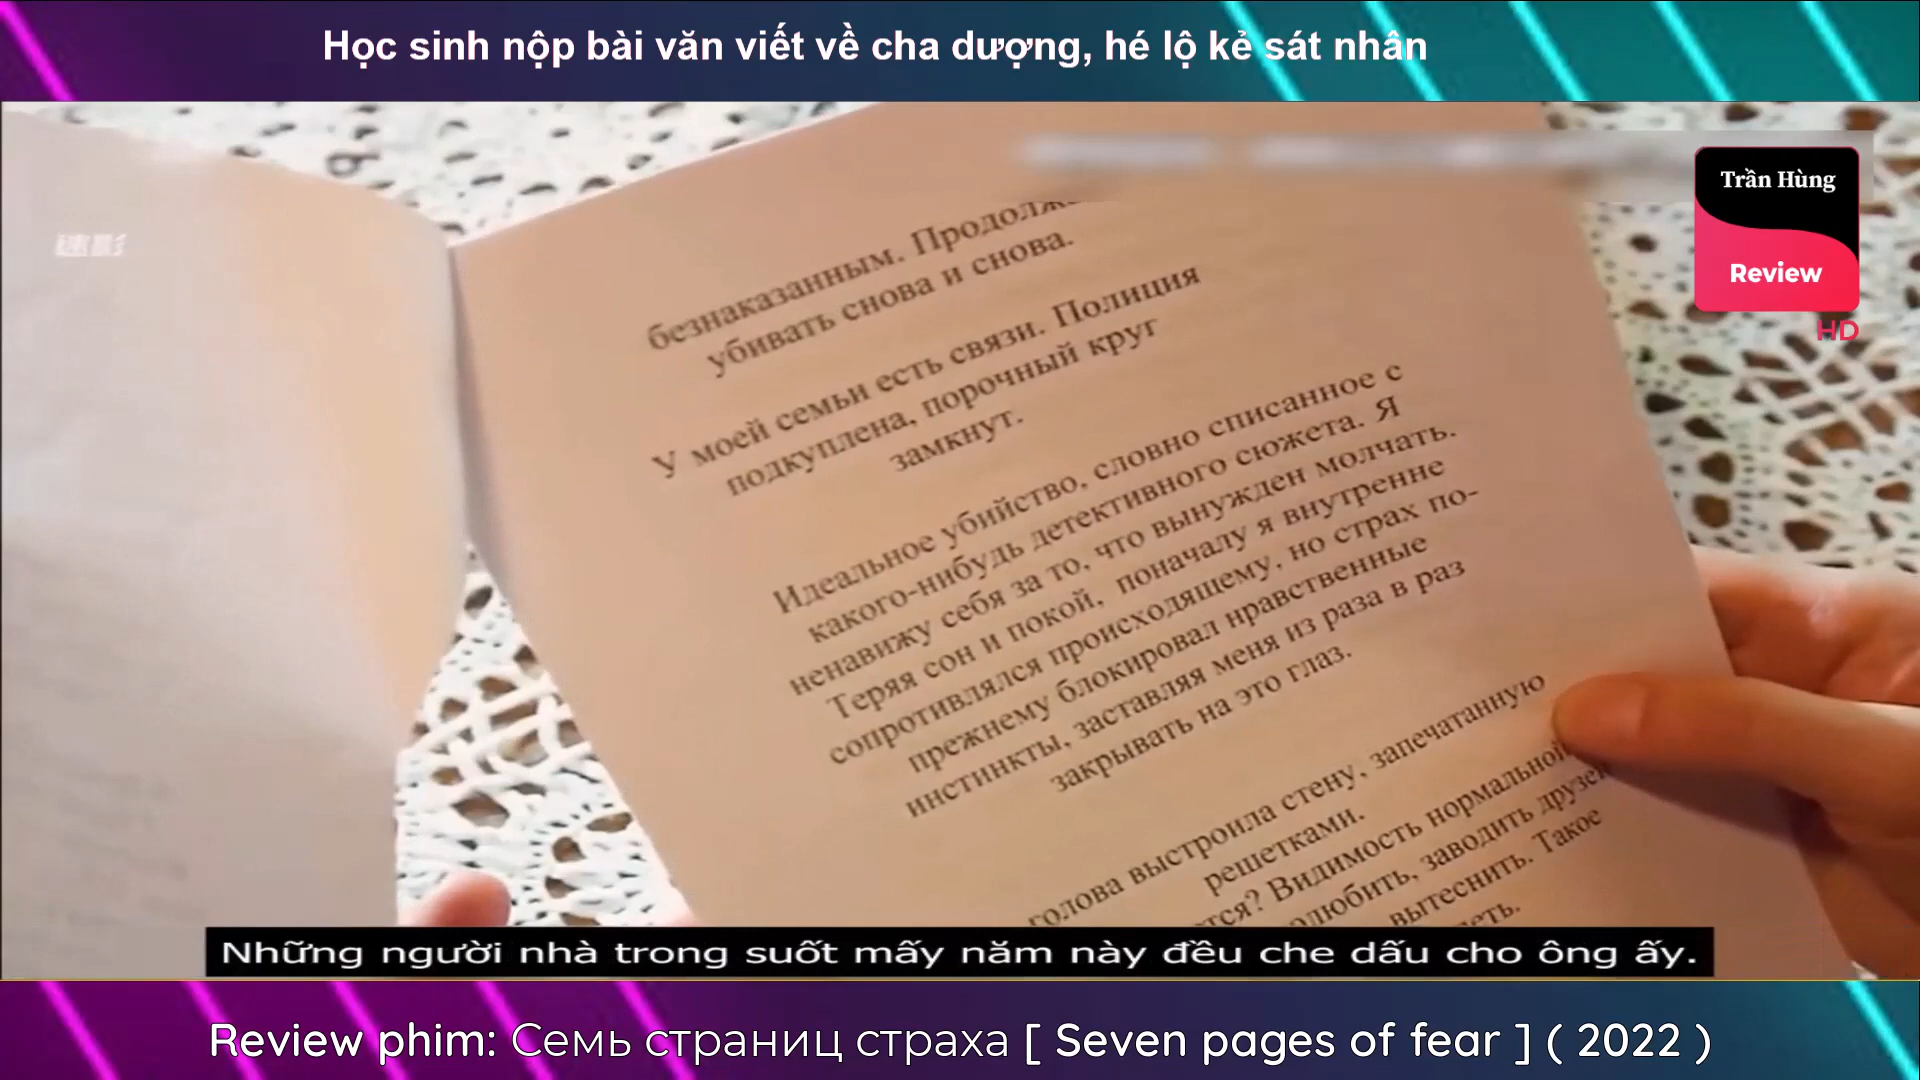 Học sinh nộp bài văn viết về cha dượng, hé lộ kẻ sát nhân
速影
Trần Hùng
Review
HD
безнаказанным.
убивать снова и снова.
У моей семьи есть связи. Полиция
подкуплена, порочный круг
замкнут.
Идеальное убийство, словно списанное с
какого-нибудь детективного сюжета. Я
ненавижу себя за то, что вынужден молчать.
Теряя сон и покой, поначалу я внутренне
сопротивлялся происходящему, но страх по-
прежнему блокировал нравственные
инстинкты, заставляя меня из раза в раз
закрывать на это глаз.
голова выстроила стену, запечатанную
решетками.
Видимость нормальной
заводить друзей
вытеснить. Такое
Những người nhà trong suốt mấy năm này đều che dấu cho ông ấy.
Review phim: Семь страниц страха [ Seven pages of fear ] ( 2022 )